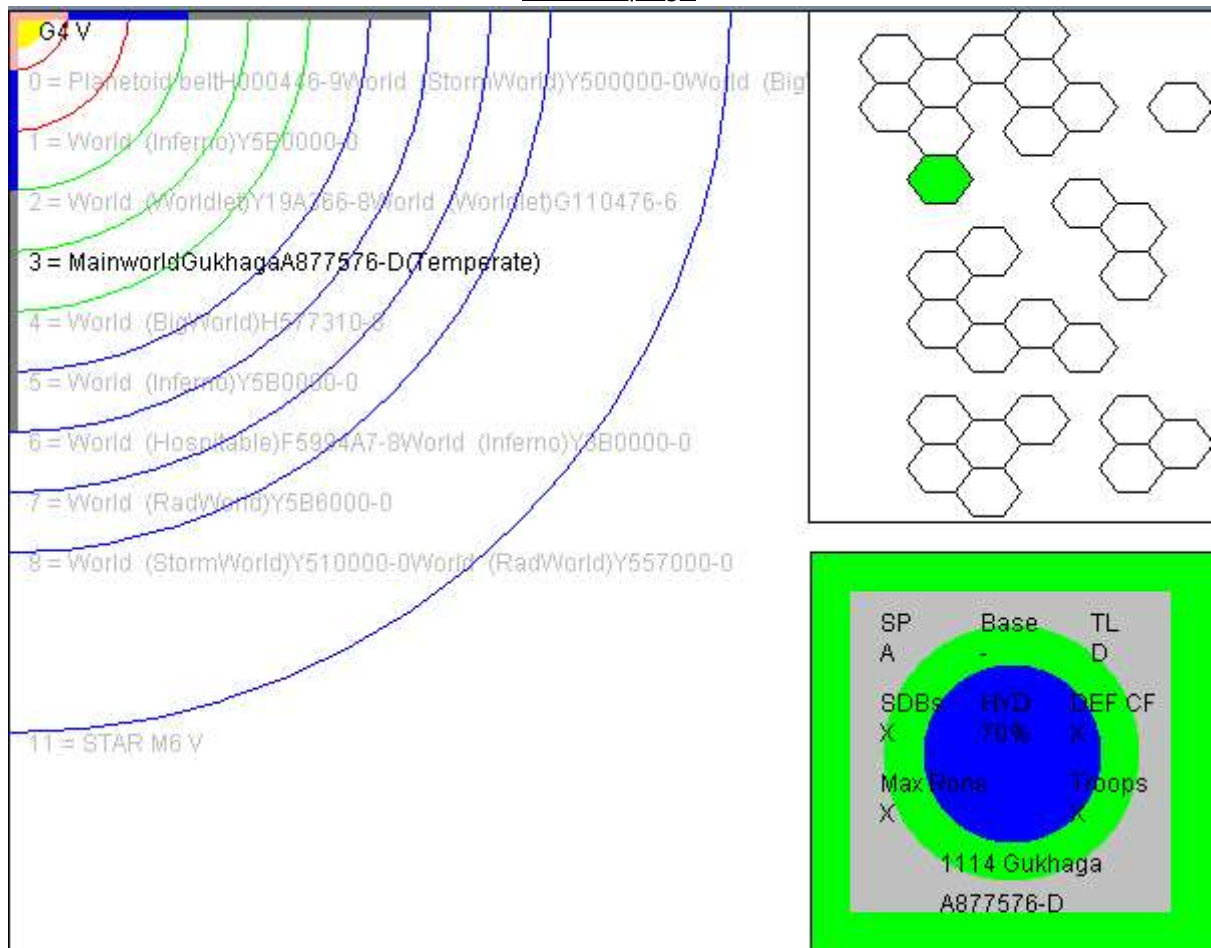 G4 V
0 = Planetoid beltH000446-9World (StormWorld)Y500000-0World (Big
1 = World (Inferno)Y5B0000-0
2 = World (Worldlet)Y19A366-8World (Worldlet)G110476-6
3 = MainworldGukhagaA877576-D(Temperate)
4 = World (BigWorld)H577310-8
5 = World (Inferno)Y5B0000-0
6 = World (Hospitable)F5994A7-8World (Inferno)Y8B0000-0
7 = World (RadWorld)Y5B6000-0
8 = World (StormWorld)Y510000-0World (RadWorld)Y557000-0
11 = STAR M6 V
SP Base TL
A - D
SDBs HYD DEF CF
X 70% X
Max Rons Troops
X X
1114 Gukhaga
A877576-D